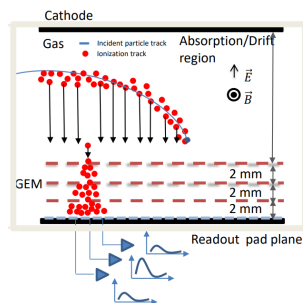 Cathode
Gas
Incident particle track
Ionization track
Absorption/Drift
region
E
B
GEM
2 mm
2 mm
2 mm
Readout pad plane